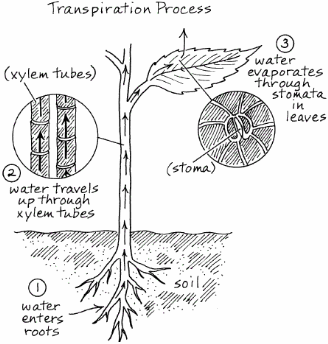 Transpiration Process
(xylem tubes)
③
water
evaporates
through
stomata
in
leaves
(stoma)
②
water travels
up through
xylem tubes
①
water
enters
roots
soil